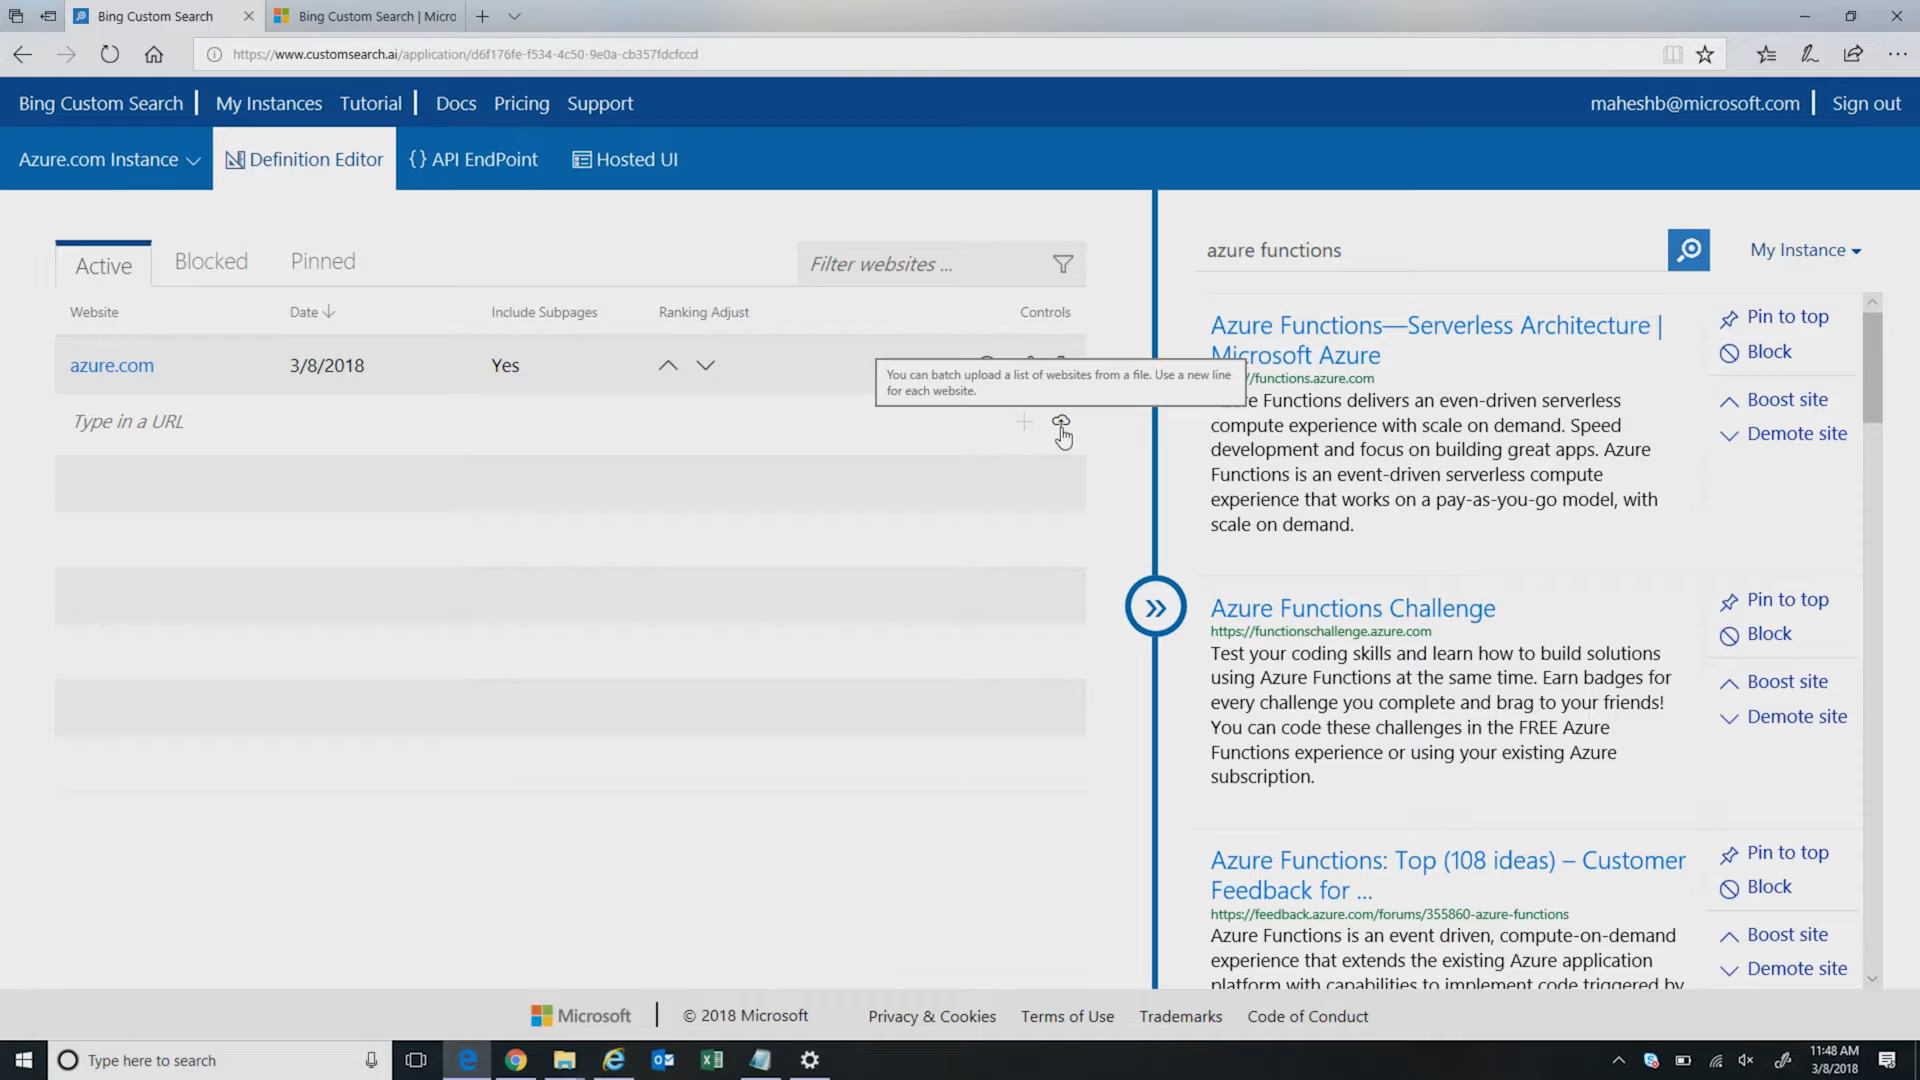 Bing Custom Search
Bing Custom Search | Micro
https://www.customsearch.ai/application/d6f176fe-f534-4c50-9e0a-cb357fdcfccd
Bing Custom Search | My Instances Tutorial | Docs Pricing Support
maheshb@microsoft.com | Sign out
Azure.com Instance
Definition Editor
{} API EndPoint
Hosted UI
Active
Blocked
Pinned
Filter websites ...
Website
Date
Include Subpages
Ranking Adjust
Controls
azure.com
3/8/2018
Yes
You can batch upload a list of websites from a file. Use a new line
for each website.
Type in a URL
azure functions
My Instance
Azure Functions—Serverless Architecture |
Microsoft Azure
//functions.azure.com
Azure Functions delivers an even-driven serverless
compute experience with scale on demand. Speed
development and focus on building great apps. Azure
Functions is an event-driven serverless compute
experience that works on a pay-as-you-go model, with
scale on demand.
Pin to top
Block
Boost site
Demote site
Azure Functions Challenge
https://functionschallenge.azure.com
Test your coding skills and learn how to build solutions
using Azure Functions at the same time. Earn badges for
every challenge you complete and brag to your friends!
You can code these challenges in the FREE Azure
Functions experience or using your existing Azure
subscription.
Pin to top
Block
Boost site
Demote site
Azure Functions: Top (108 ideas) – Customer
Feedback for ...
https://feedback.azure.com/forums/355860-azure-functions
Azure Functions is an event driven, compute-on-demand
experience that extends the existing Azure application
platform with capabilities to implement code triggered by
Pin to top
Block
Boost site
Demote site
Microsoft | © 2018 Microsoft
Privacy & Cookies
Terms of Use
Trademarks
Code of Conduct
Type here to search
11:48 AM
3/8/2018